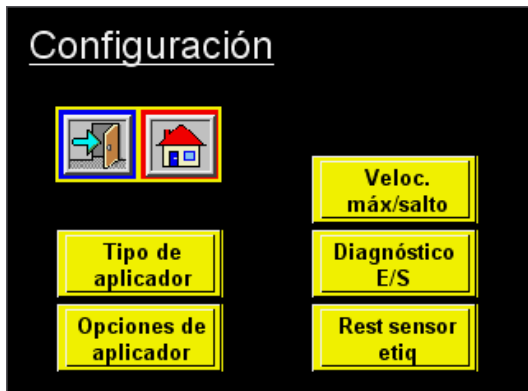 Configuración
Veloc.
máx/salto
Tipo de
aplicador
Diagnóstico
E/S
Opciones de
aplicador
Rest sensor
etiq